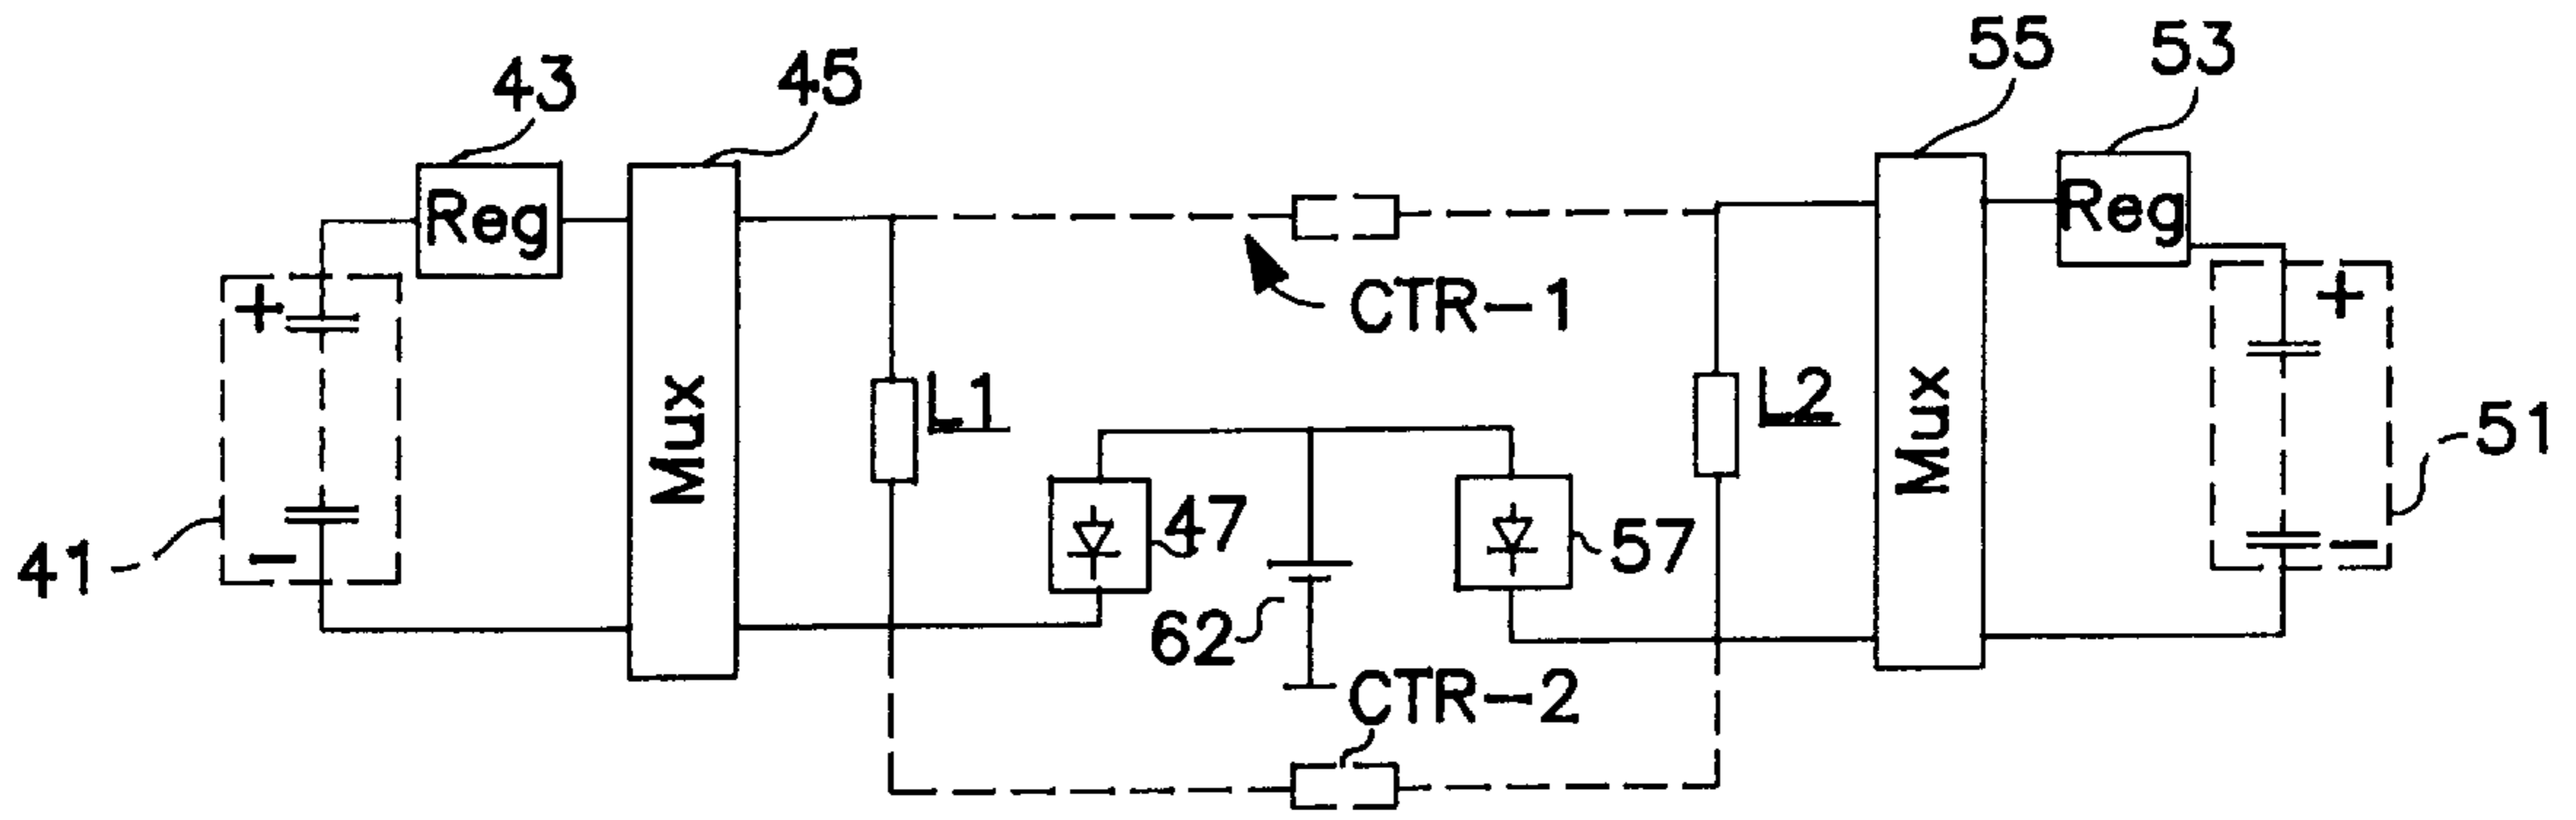 43
45
55
53
Reg
Reg
CTR-1
+
+
L1
L2
Mux
Mux
51
47
57
41
-
-
62
CTR-2